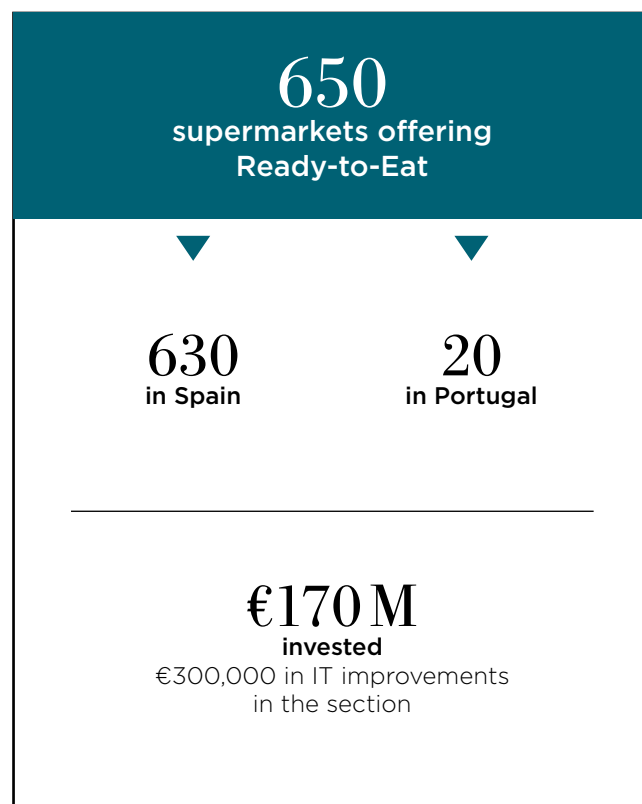 650
supermarkets offering
Ready-to-Eat
630
in Spain
20
in Portugal
€170 M
invested
€300,000 in IT improvements
in the section